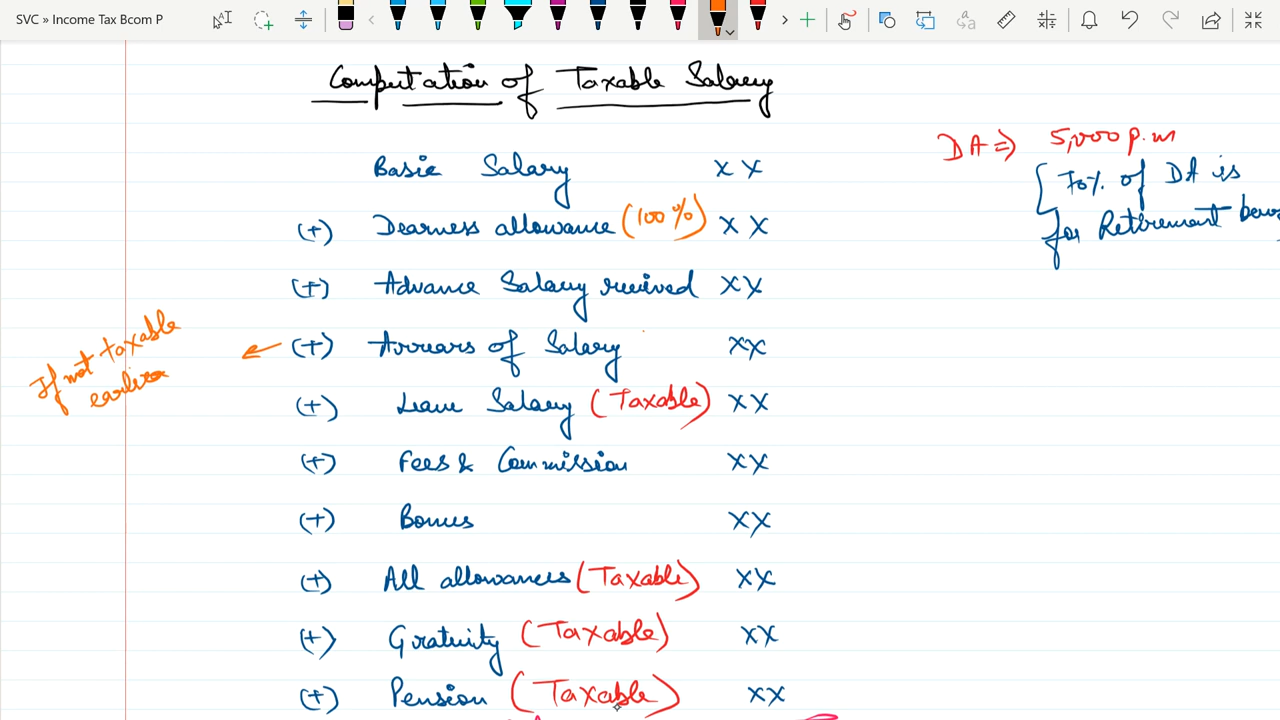 SVC » Income Tax Bcom P
Computation of Taxable Salary
Basic Salary XX
(+) Dearness allowance (100%) XX
(+) Advance Salary received XX
(+) Arrears of Salary XX
If not taxable
earlier
(+) Leave Salary (Taxable) XX
(+) Fees & Commission XX
(+) Bonus XX
(+) All allowances (Taxable) XX
(+) Gratuity (Taxable) XX
(+) Pension (Taxable) XX
DA ⇒ 5,000 p.m
70% of DA is
for Retirement